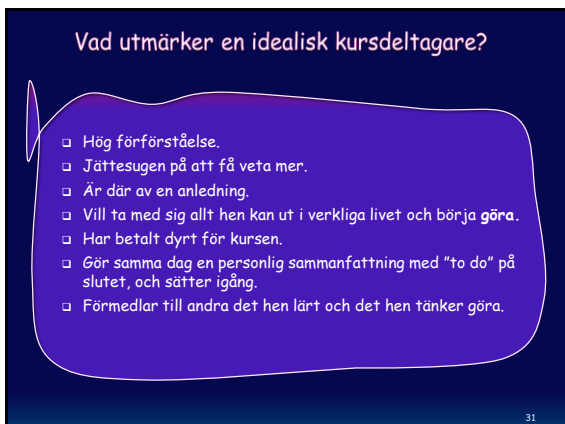 Vad utmärker en idealisk kursdeltagare?
Hög förförståelse.
Jättesugen på att få veta mer.
Är där av en anledning.
Vill ta med sig allt hen kan ut i verkliga livet och börja göra.
Har betalt dyrt för kursen.
Gör samma dag en personlig sammanfattning med "to do" på
slutet, och sätter igång.
Förmedlar till andra det hen lärt och det hen tänker göra.
31